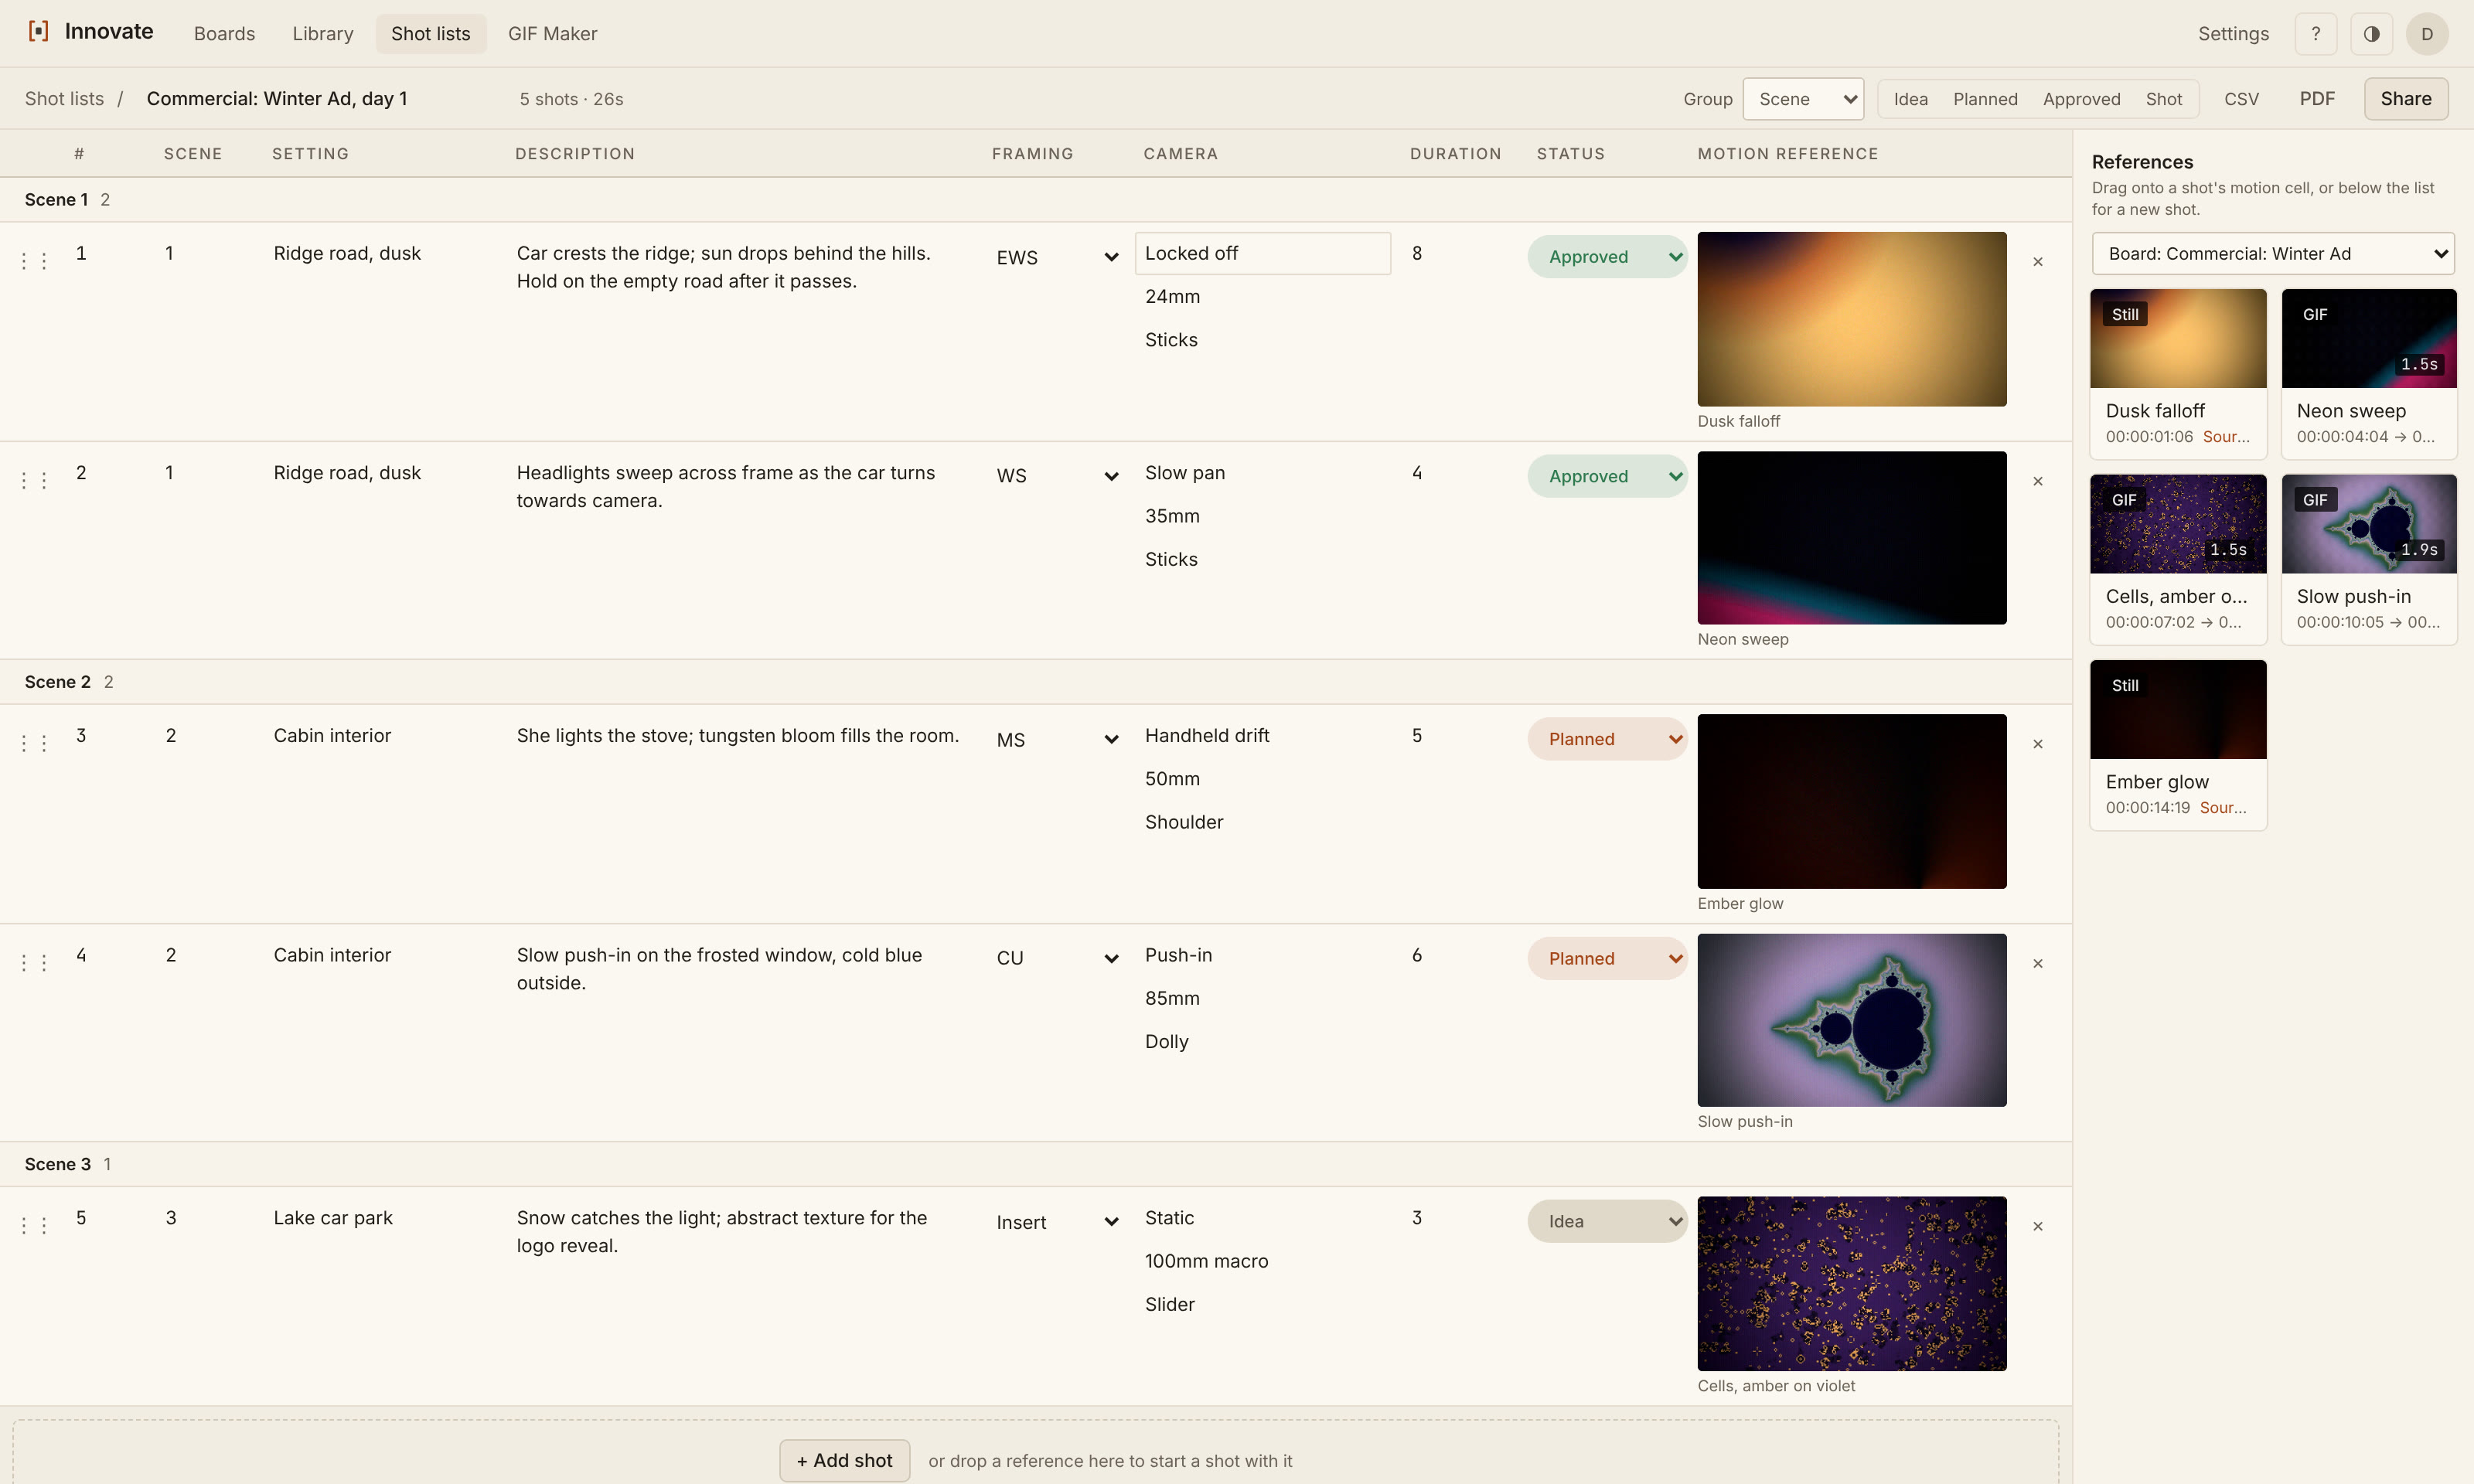 Innovate
Boards
Library
Shot lists
GIF Maker
Settings
?
D
Shot lists / Commercial: Winter Ad, day 1
5 shots · 26s
Group
Scene
Idea
Planned
Approved
Shot
CSV
PDF
Share
#
SCENE
SETTING
DESCRIPTION
FRAMING
CAMERA
DURATION
STATUS
MOTION REFERENCE
Scene 1 2
1
1
Ridge road, dusk
Car crests the ridge; sun drops behind the hills.
Hold on the empty road after it passes.
EWS
Locked off
24mm
Sticks
8
Approved
Dusk falloff
×
2
1
Ridge road, dusk
Headlights sweep across frame as the car turns
towards camera.
WS
Slow pan
35mm
Sticks
4
Approved
Neon sweep
×
Scene 2 2
3
2
Cabin interior
She lights the stove; tungsten bloom fills the room.
MS
Handheld drift
50mm
Shoulder
5
Planned
Ember glow
×
4
2
Cabin interior
Slow push-in on the frosted window, cold blue
outside.
CU
Push-in
85mm
Dolly
6
Planned
Slow push-in
×
Scene 3 1
5
3
Lake car park
Snow catches the light; abstract texture for the
logo reveal.
Insert
Static
100mm macro
Slider
3
Idea
Cells, amber on violet
×
+ Add shot
or drop a reference here to start a shot with it
References
Drag onto a shot's motion cell, or below the list
for a new shot.
Board: Commercial: Winter Ad
Still
Dusk falloff
00:00:01:06 Sour...
GIF
1.5s
Neon sweep
00:00:04:04 → 0...
GIF
1.5s
Cells, amber o...
00:00:07:02 → 0...
GIF
1.9s
Slow push-in
00:00:10:05 → 00...
Still
Ember glow
00:00:14:19 Sour...